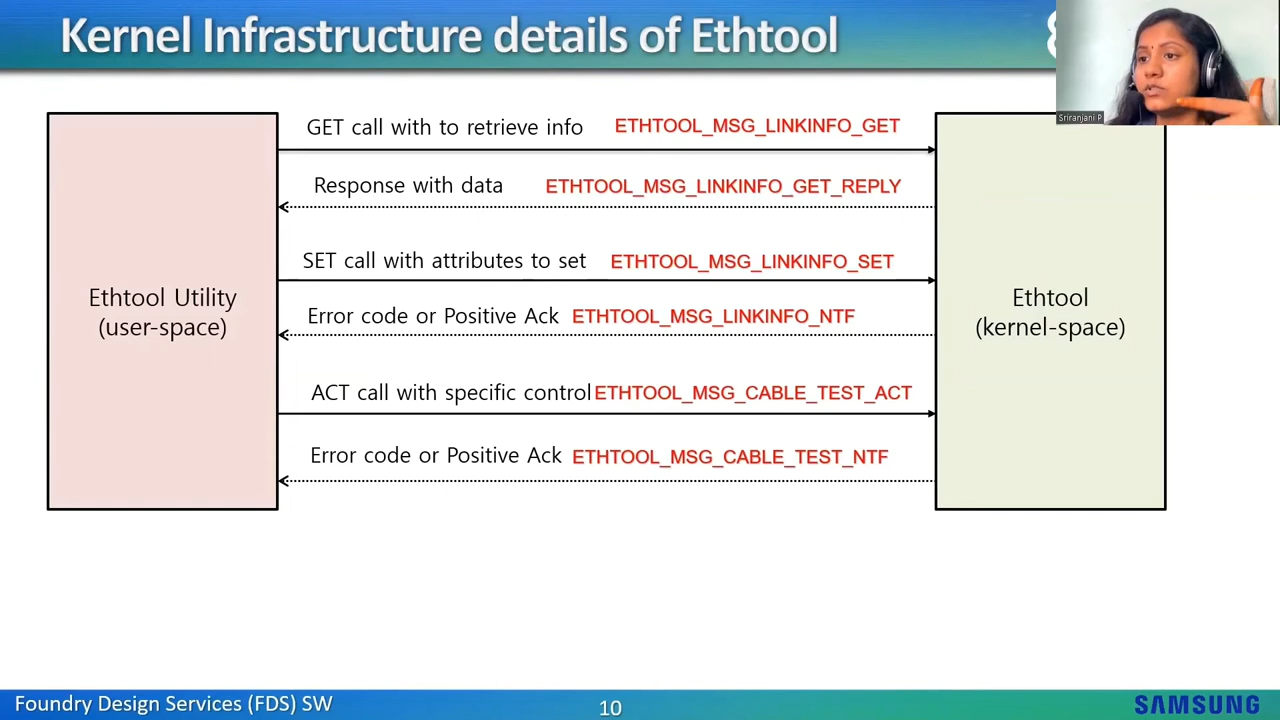 Kernel Infrastructure details of Ethtool
Sriranjani P
GET call with to retrieve info ETHTOOL_MSG_LINKINFO_GET
Response with data ETHTOOL_MSG_LINKINFO_GET_REPLY
SET call with attributes to set ETHTOOL_MSG_LINKINFO_SET
Ethtool Utility
(user-space)
Error code or Positive Ack ETHTOOL_MSG_LINKINFO_NTF
Ethtool
(kernel-space)
ACT call with specific control ETHTOOL_MSG_CABLE_TEST_ACT
Error code or Positive Ack ETHTOOL_MSG_CABLE_TEST_NTF
Foundry Design Services (FDS) SW
10
SAMSUNG